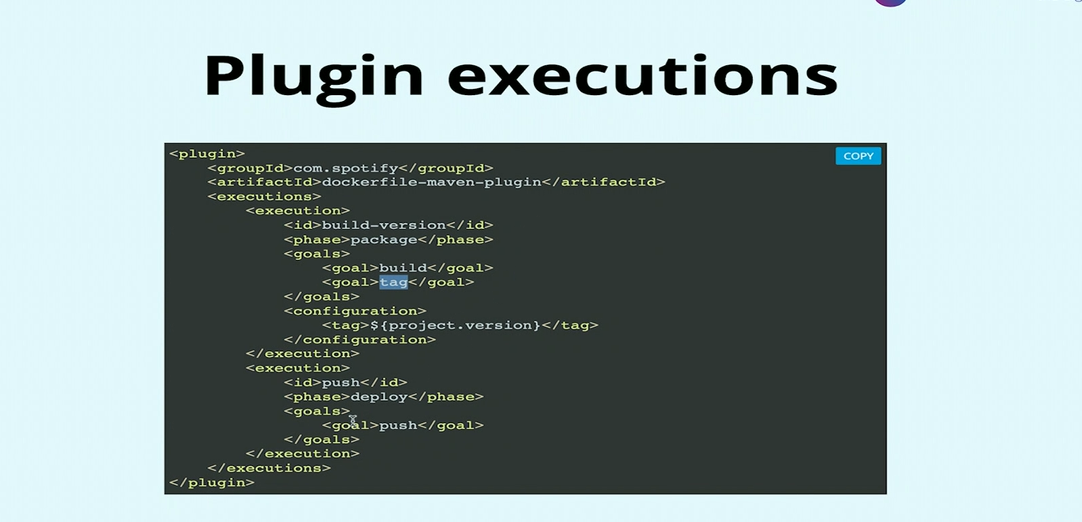 Plugin executions
COPY
<plugin>
    <groupId>com.spotify</groupId>
    <artifactId>dockerfile-maven-plugin</artifactId>
    <executions>
        <execution>
            <id>build-version</id>
            <phase>package</phase>
            <goals>
                <goal>build</goal>
                <goal>tag</goal>
            </goals>
            <configuration>
                <tag>${project.version}</tag>
            </configuration>
        </execution>
        <execution>
            <id>push</id>
            <phase>deploy</phase>
            <goals>
                <goal>push</goal>
            </goals>
        </execution>
    </executions>
</plugin>